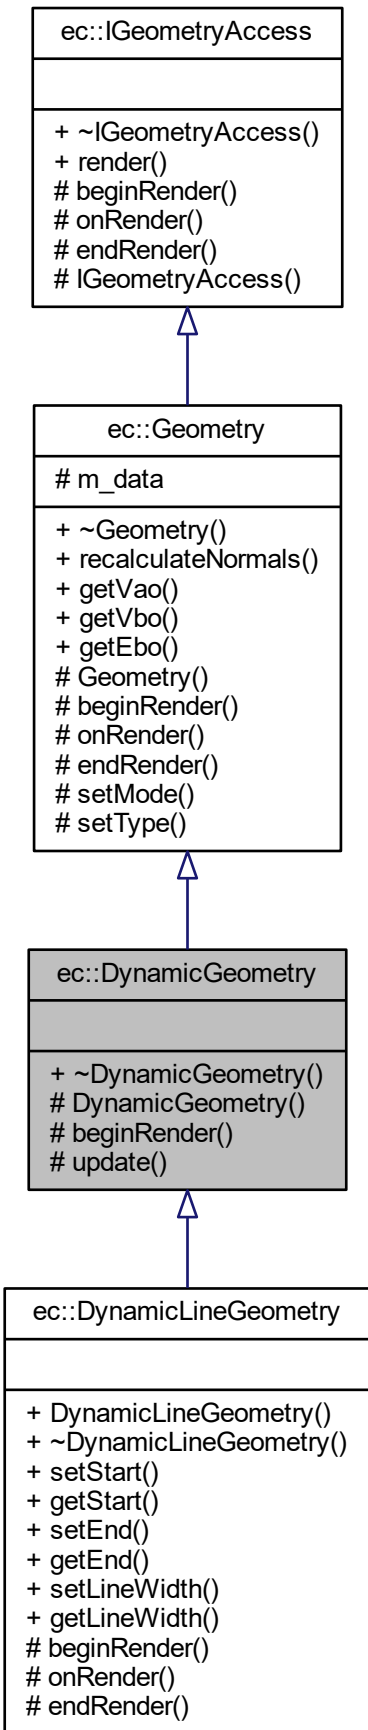 ec::IGeometryAccess
+ ~IGeometryAccess()
+ render()
# beginRender()
# onRender()
# endRender()
# IGeometryAccess()
ec::Geometry
# m_data
+ ~Geometry()
+ recalculateNormals()
+ getVao()
+ getVbo()
+ getEbo()
# Geometry()
# beginRender()
# onRender()
# endRender()
# setMode()
# setType()
ec::DynamicGeometry
+ ~DynamicGeometry()
# DynamicGeometry()
# beginRender()
# update()
ec::DynamicLineGeometry
+ DynamicLineGeometry()
+ ~DynamicLineGeometry()
+ setStart()
+ getStart()
+ setEnd()
+ getEnd()
+ setLineWidth()
+ getLineWidth()
# beginRender()
# onRender()
# endRender()